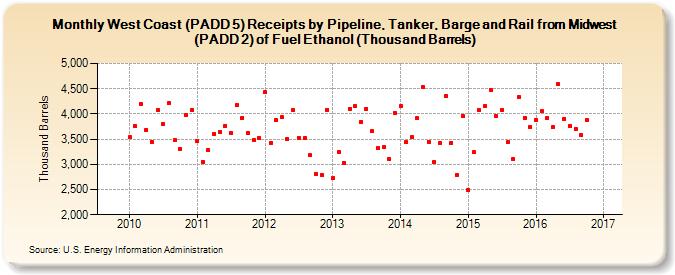 Monthly West Coast (PADD 5) Receipts by Pipeline, Tanker, Barge and Rail from Midwest
(PADD 2) of Fuel Ethanol (Thousand Barrels)
Thousand Barrels
5,000
4,500
4,000
3,500
3,000
2,500
2,000
2010 2011 2012 2013 2014 2015 2016 2017
Source: U.S. Energy Information Administration